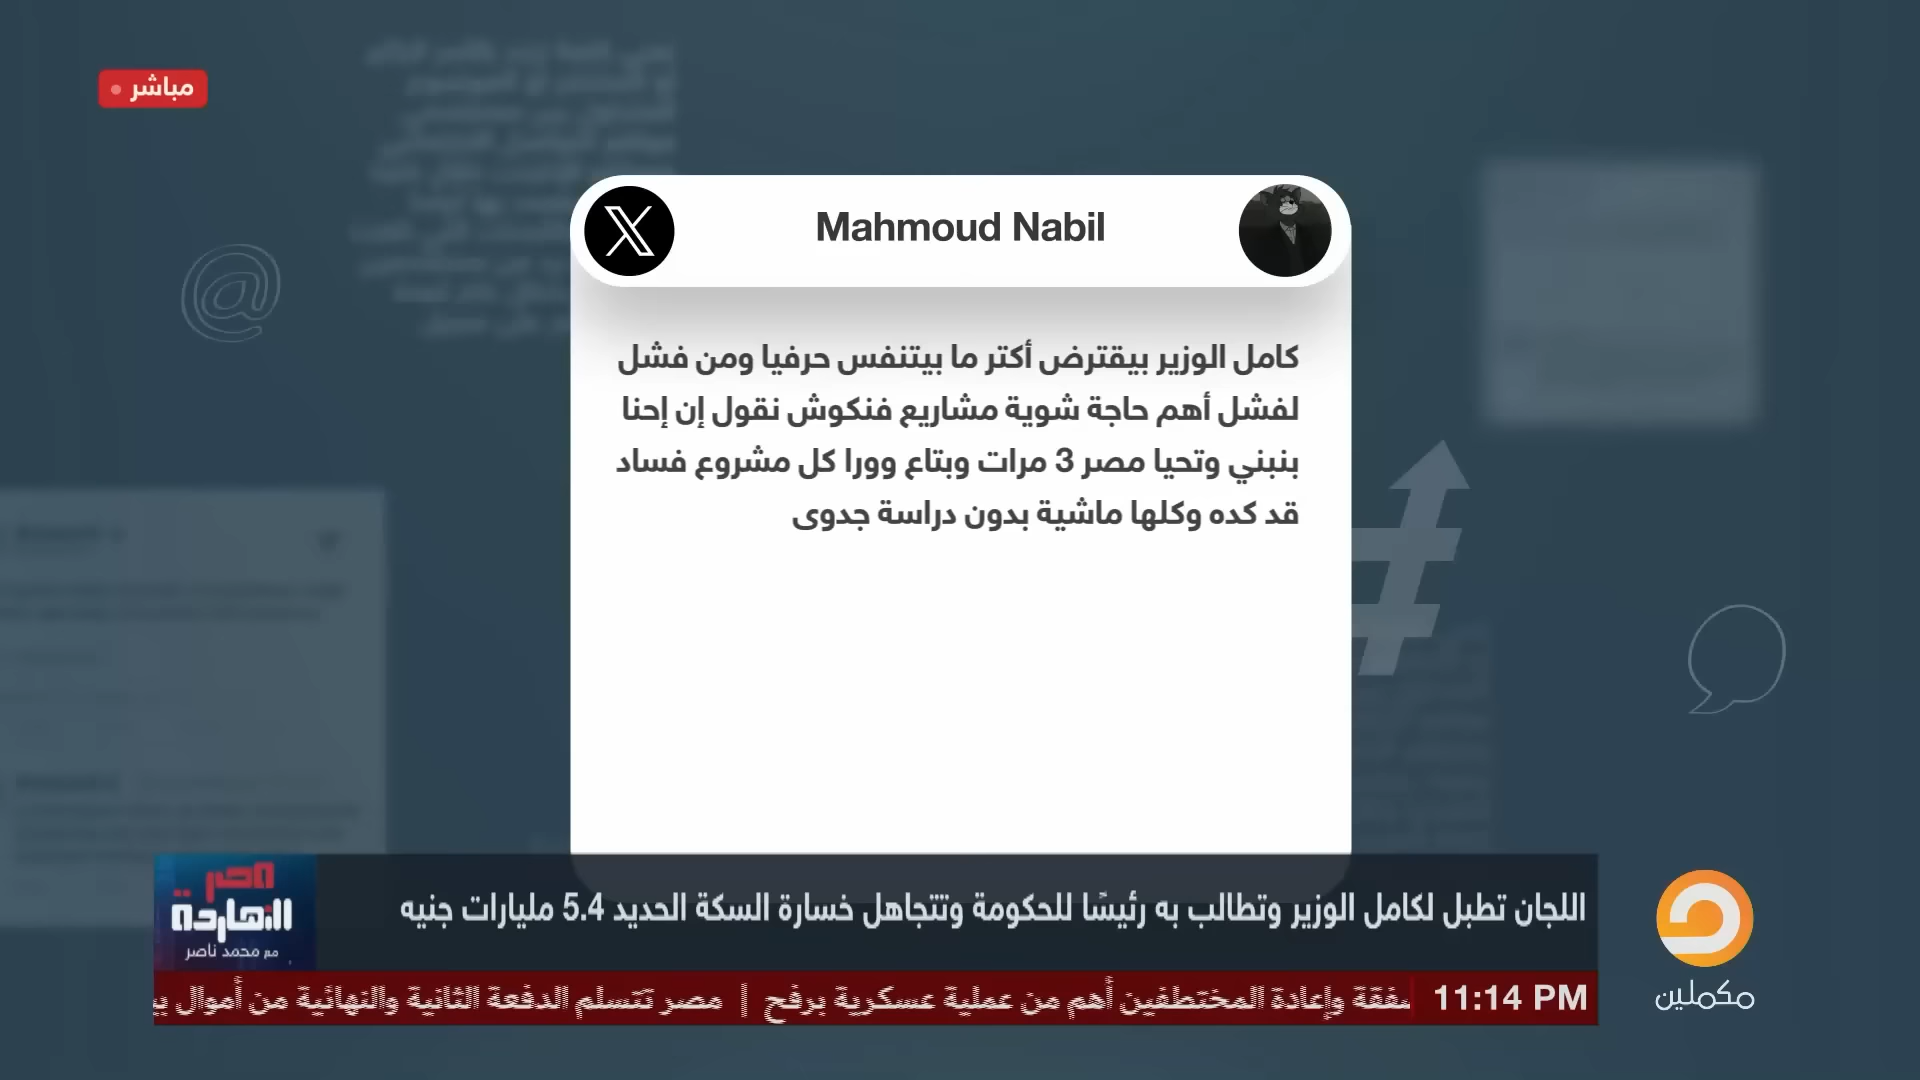 مباشر
Mahmoud Nabil
كامل الوزير بيقترض أكتر ما بيتنفس حرفيا ومن فشل
لفشل أهم حاجة شوية مشاريع فنكوش نقول إن إحنا
بنبني وتحيا مصر 3 مرات وبتاع وورا كل مشروع فساد
قد كده وكلها ماشية بدون دراسة جدوى
مصر
النهاردة
مع محمد ناصر
اللجان تطبل لكامل الوزير وتطالب به رئيسًا للحكومة وتتجاهل خسارة السكة الحديد 5.4 مليارات جنيه
11:14 PM
وإعادة المختطفين أهم من عملية عسكرية برفح | مصر تتسلم الدفعة الثانية والنهائية من أموال
مكملين